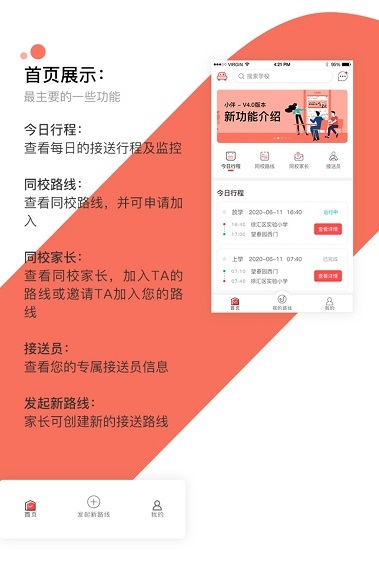 首页展示：
最主要的一些功能
今日行程：
查看每日的接送行程及监控
同校路线：
查看同校路线，并可申请加
入
同校家长：
查看同校家长，加入TA的
路线或邀请TA加入您的路
线
接送员：
查看您的专属接送员信息
发起新路线：
家长可创建新的接送路线
首页 发起新路线 我的
VIRGIN 4:21 PM 95%
搜索学校
小伴 - V4.0版本
新功能介绍
今日行程 同校路线 同校家长 接送员
今日行程
放学 2020-06-11 16:40 进行中
16:40 徐汇区实验小学
17:00 望春园西门
查看详情
上学 2020-06-11 07:40 已完成
07:10 望春园西门
07:40 徐汇区实验小学
查看详情
首页 我的路线 我的